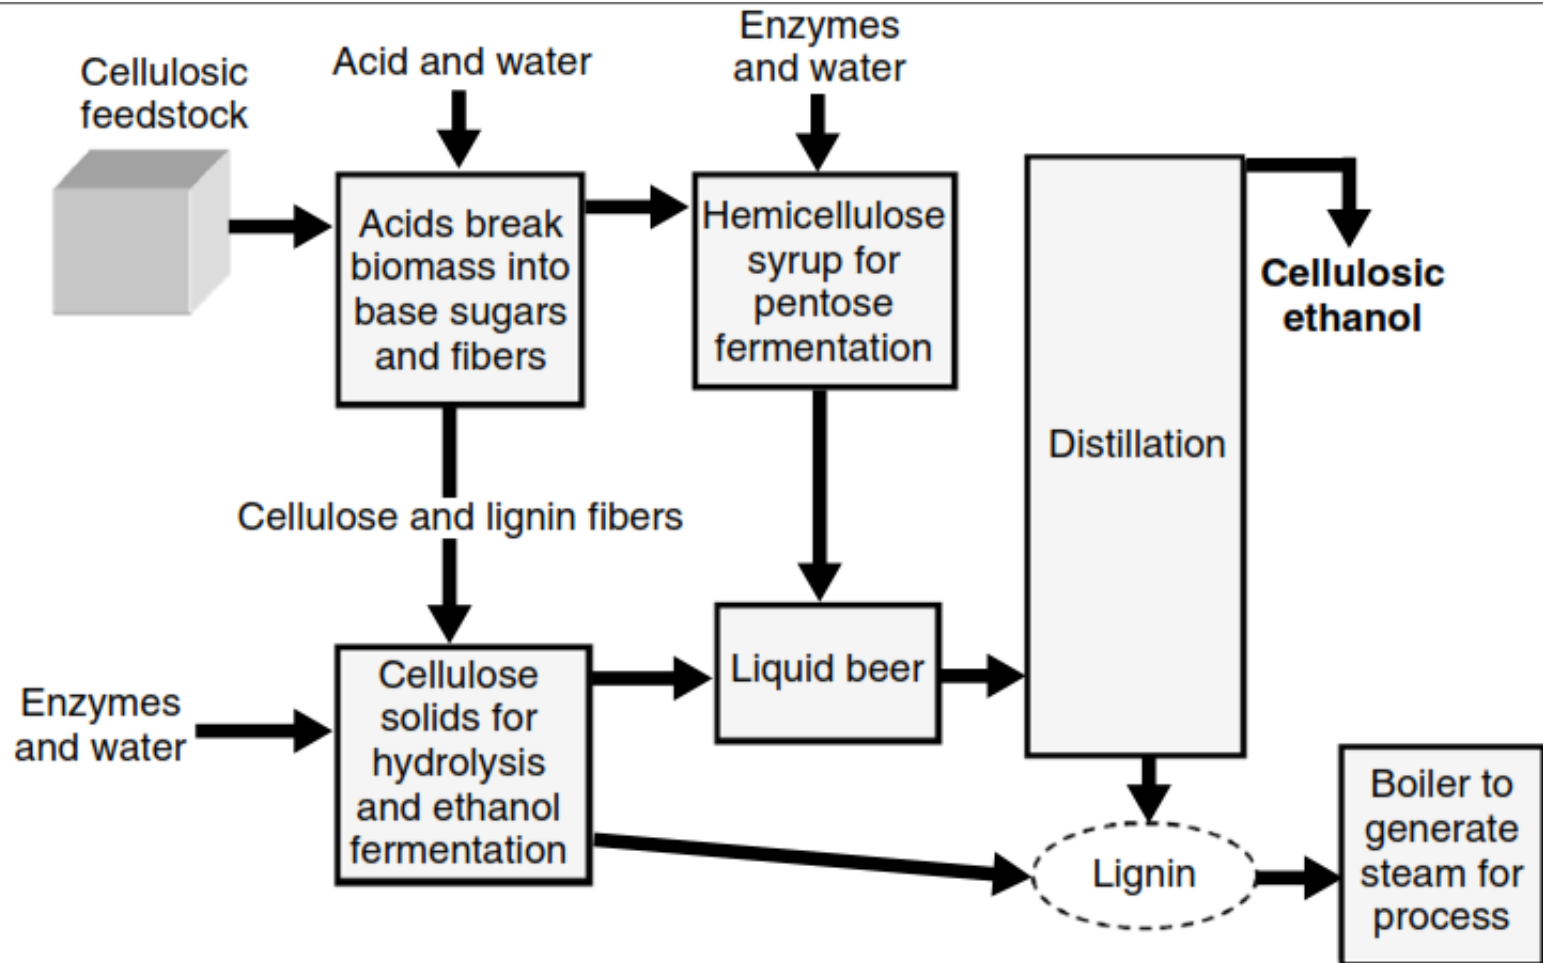 Cellulosic
feedstock
Acid and water
Enzymes
and water
Acids break
biomass into
base sugars
and fibers
Hemicellulose
syrup for
pentose
fermentation
Distillation
Cellulosic
ethanol
Cellulose and lignin fibers
Enzymes
and water
Cellulose
solids for
hydrolysis
and ethanol
fermentation
Liquid beer
Lignin
Boiler to
generate
steam for
process